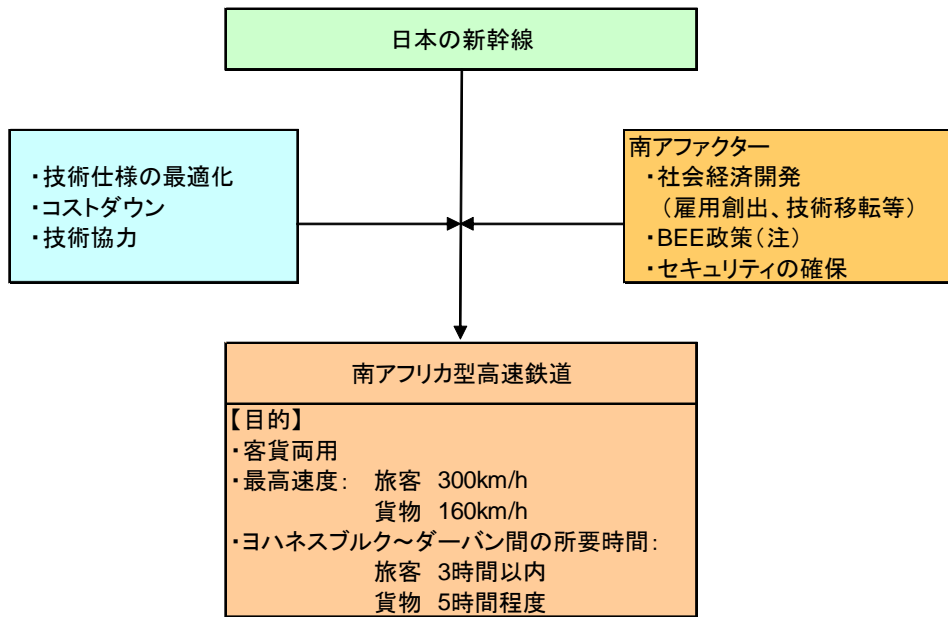 日本の新幹線
・技術仕様の最適化
・コストダウン
・技術協力
南アファクター
・社会経済開発
（雇用創出、技術移転等）
・BEE政策（注）
・セキュリティの確保
南アフリカ型高速鉄道
【目的】
・客貨両用
・最高速度： 旅客 300km/h
貨物 160km/h
・ヨハネスブルク～ダーバン間の所要時間：
旅客 3時間以内
貨物 5時間程度